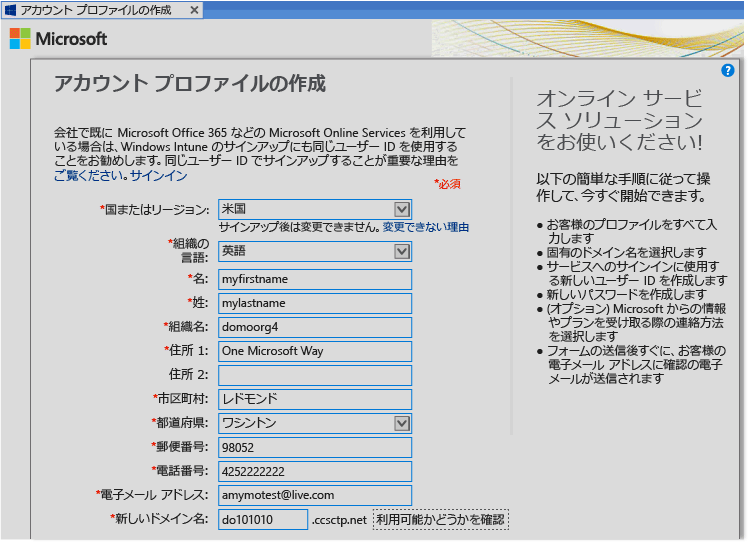 アカウント プロファイルの作成
Microsoft
アカウント プロファイルの作成
会社で既に Microsoft Office 365 などの Microsoft Online Services を利用して
いる場合は、Windows Intune のサインアップにも同じユーザー ID を使用する
ことをお勧めします。同じユーザー ID でサインアップすることが重要な理由を
ご覧ください。サインイン
*必須
*国またはリージョン: 米国
サインアップ後は変更できません。変更できない理由
*組織の
言語: 英語
*名: myfirstname
*姓: mylastname
*組織名: domoorg4
*住所 1: One Microsoft Way
住所 2:
*市区町村: レドモンド
*都道府県: ワシントン
*郵便番号: 98052
*電話番号: 4252222222
*電子メール アドレス: amymotest@live.com
*新しいドメイン名: do101010 .ccsctp.net 利用可能かどうかを確認
?
オンライン サービ
ス ソリューション
をお使いください!
以下の簡単な手順に従って操
作して、今すぐ開始できます。
● お客様のプロファイルをすべて入
力します
● 固有のドメイン名を選択します
● サービスへのサインインに使用す
る新しいユーザー ID を作成します
● 新しいパスワードを作成します
● (オプション) Microsoft からの情報
やプランを受け取る際の連絡方法
を選択します
● フォームの送信後すぐに、お客様の
電子メール アドレスに確認の電子
メールが送信されます